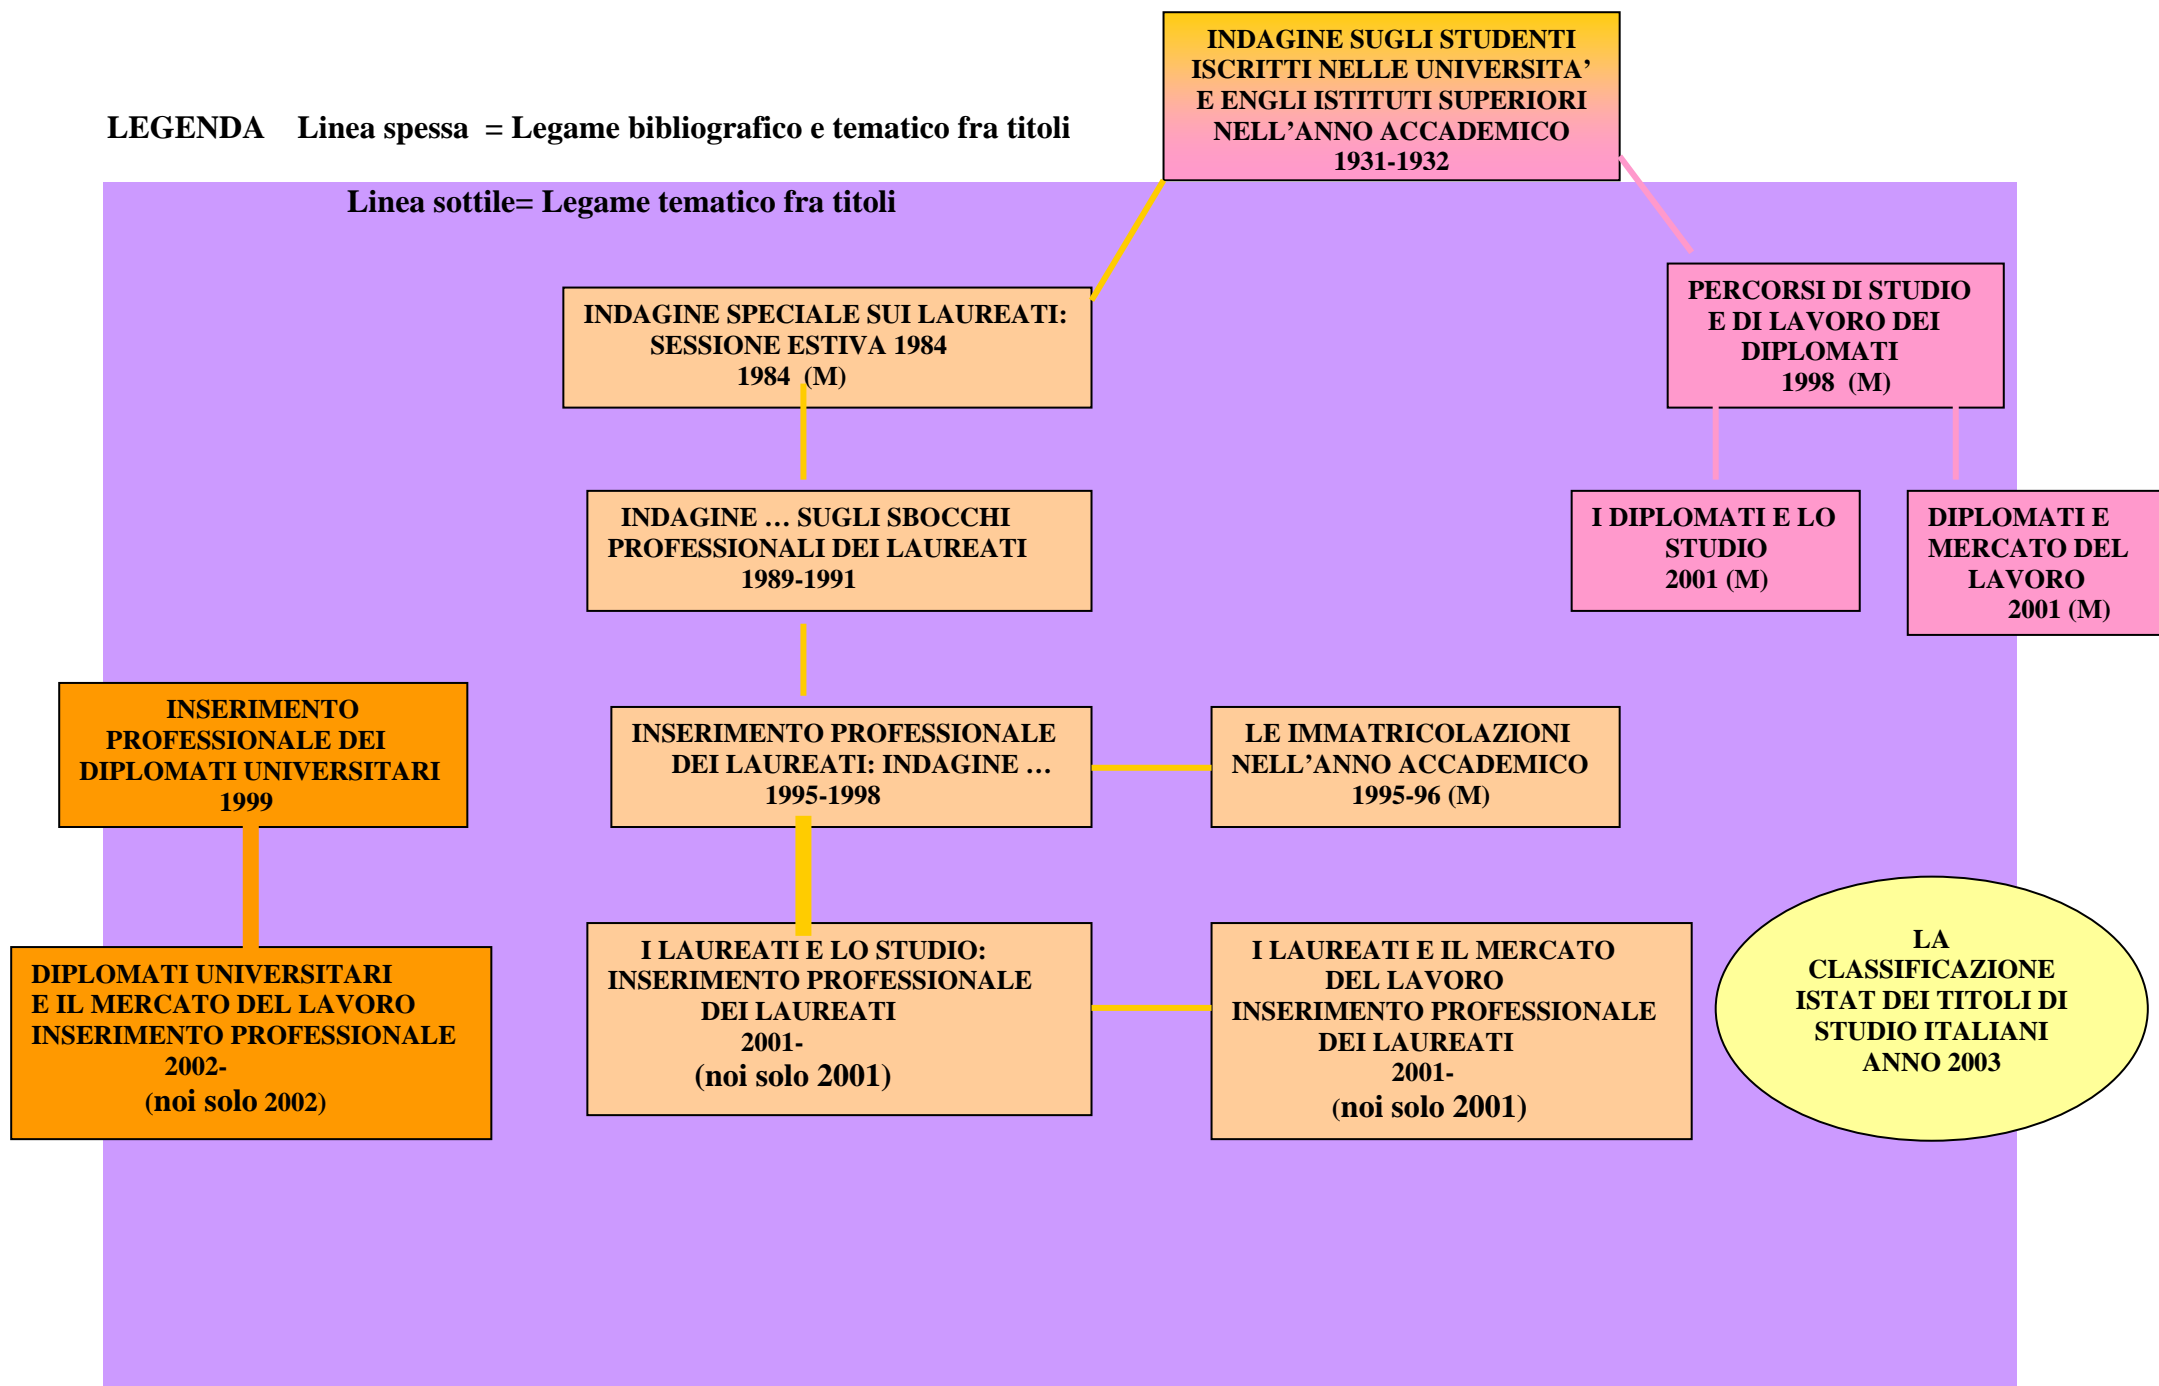 INDAGINE SUGLI STUDENTI
ISCRITTI NELLE UNIVERSITA’
E ENGLI ISTITUTI SUPERIORI
NELL’ANNO ACCADEMICO
1931-1932
LEGENDA Linea spessa = Legame bibliografico e tematico fra titoli
Linea sottile= Legame tematico fra titoli
INDAGINE SPECIALE SUI LAUREATI:
SESSIONE ESTIVA 1984
1984 (M)
PERCORSI DI STUDIO
E DI LAVORO DEI
DIPLOMATI
1998 (M)
INDAGINE … SUGLI SBOCCHI
PROFESSIONALI DEI LAUREATI
1989-1991
I DIPLOMATI E LO
STUDIO
2001 (M)
DIPLOMATI E
MERCATO DEL
LAVORO
2001 (M)
INSERIMENTO
PROFESSIONALE DEI
DIPLOMATI UNIVERSITARI
1999
INSERIMENTO PROFESSIONALE
DEI LAUREATI: INDAGINE …
1995-1998
LE IMMATRICOLAZIONI
NELL’ANNO ACCADEMICO
1995-96 (M)
DIPLOMATI UNIVERSITARI
E IL MERCATO DEL LAVORO
INSERIMENTO PROFESSIONALE
2002-
(noi solo 2002)
I LAUREATI E LO STUDIO:
INSERIMENTO PROFESSIONALE
DEI LAUREATI
2001-
(noi solo 2001)
I LAUREATI E IL MERCATO
DEL LAVORO
INSERIMENTO PROFESSIONALE
DEI LAUREATI
2001-
(noi solo 2001)
LA
CLASSIFICAZIONE
ISTAT DEI TITOLI DI
STUDIO ITALIANI
ANNO 2003